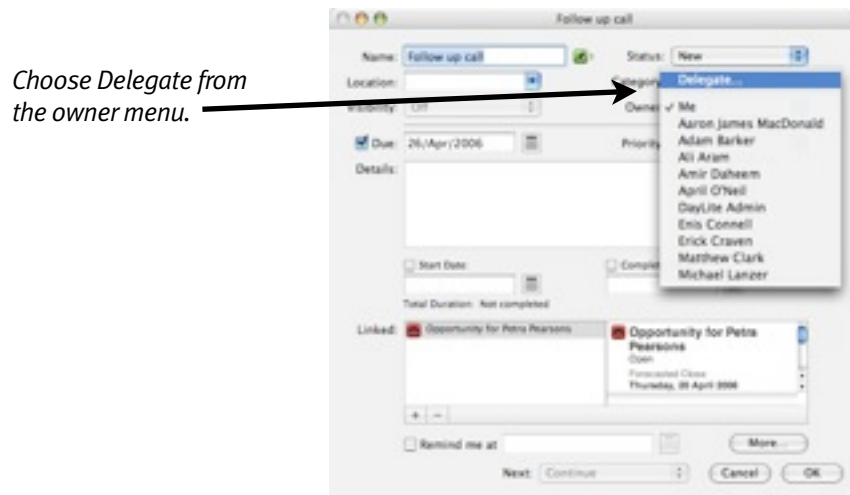 Follow up call
Choose Delegate from
the owner menu.
Name: Follow up call
Status: New
Location:
Category
Delegate...
Visibility: Off
Owner
✓ Me
Aaron James MacDonald
Adam Barker
Ali Aram
Amir Daheem
April O'Neil
DayLite Admin
Enis Connell
Erick Craven
Matthew Clark
Michael Lanzer
Due: 26/Apr/2006
Priority
Details:
Start Date:
Complet
Total Duration: Not completed
Linked:
Opportunity for Petra Pearsons
Opportunity for Petra
Pearsons
Open
Forecasted Close
Thursday, 20 April 2006
+ −
Remind me at
More...
Next: Continue
Cancel
OK